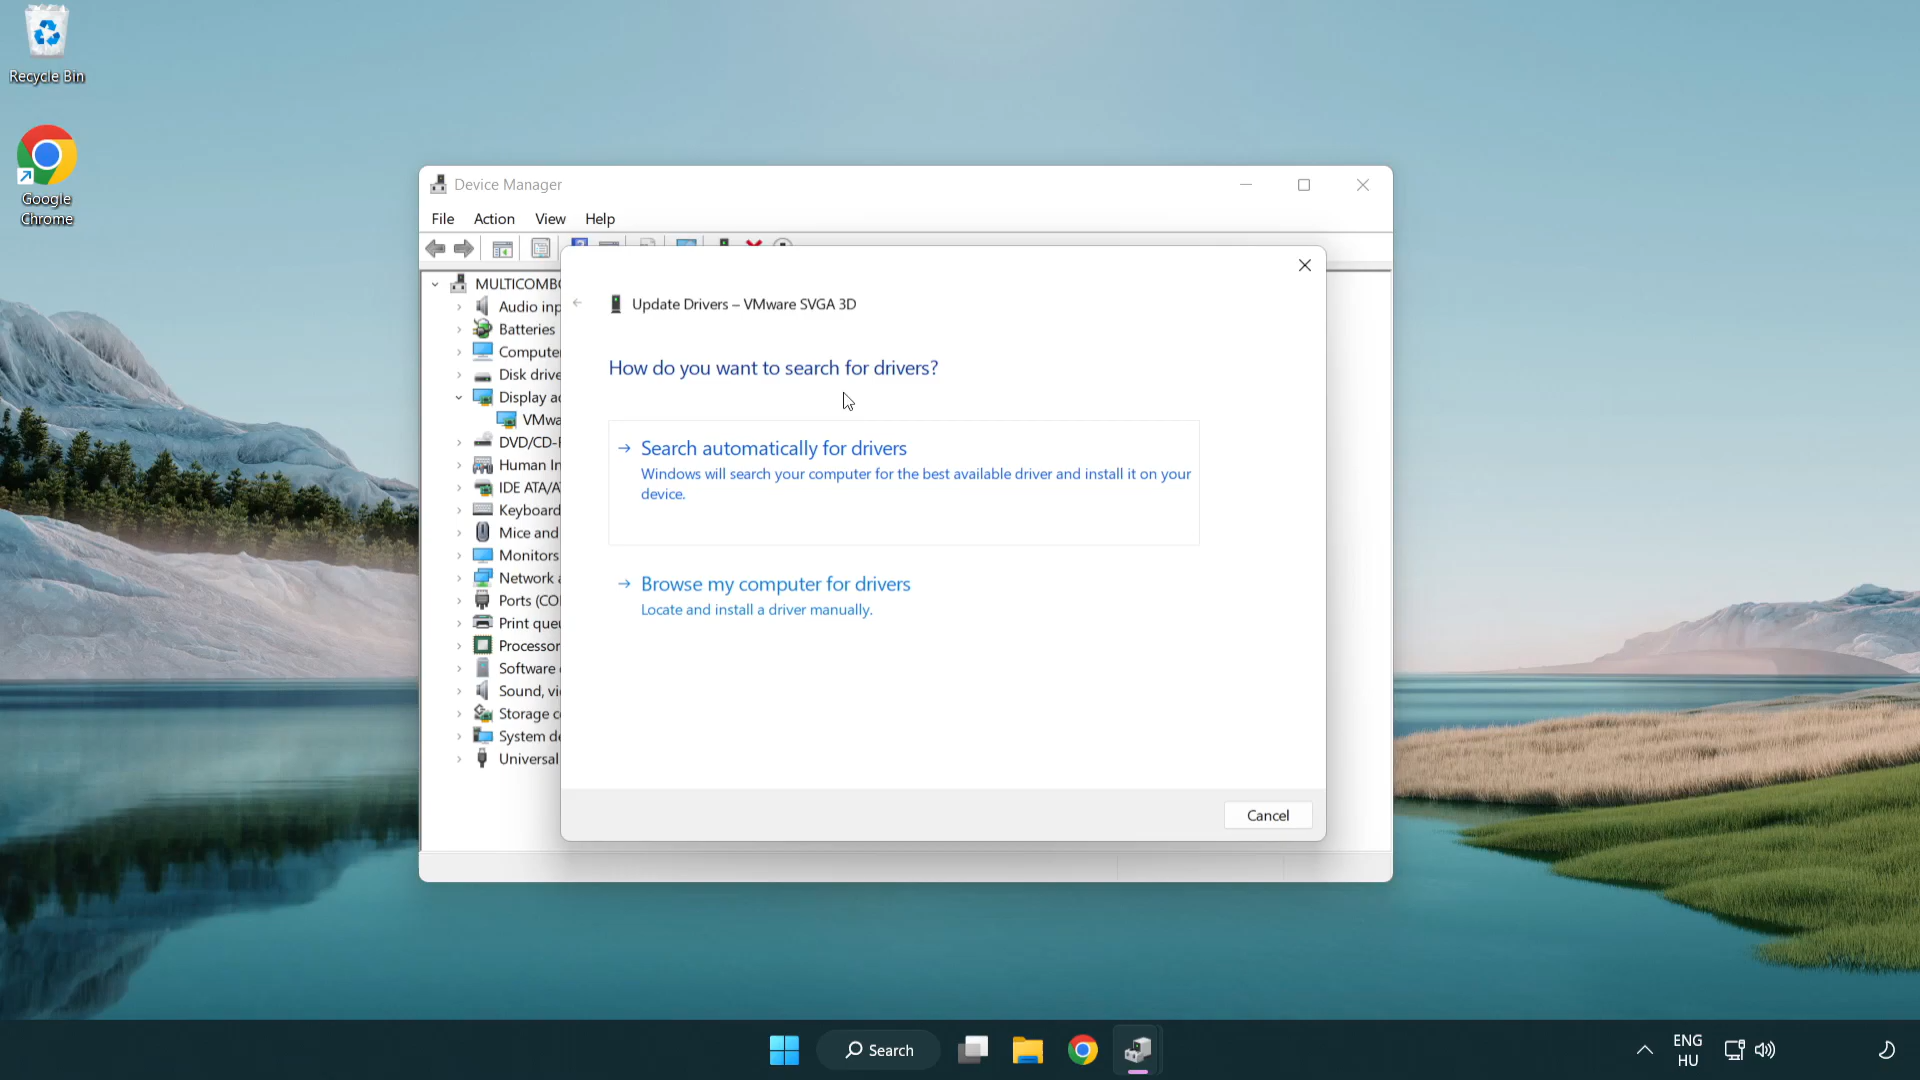 Recycle Bin
Google
Chrome
Device Manager
File Action View Help
MULTICOMBO
Audio inp
Batteries
Compute
Disk drive
Display a
VMwa
DVD/CD-
Human In
IDE ATA/A
Keyboard
Mice and
Monitors
Network a
Ports (CO
Print que
Processor
Software
Sound, vi
Storage c
System de
Universal
Update Drivers – VMware SVGA 3D
How do you want to search for drivers?
Search automatically for drivers
Windows will search your computer for the best available driver and install it on your
device.
Browse my computer for drivers
Locate and install a driver manually.
Cancel
Search
ENG
HU